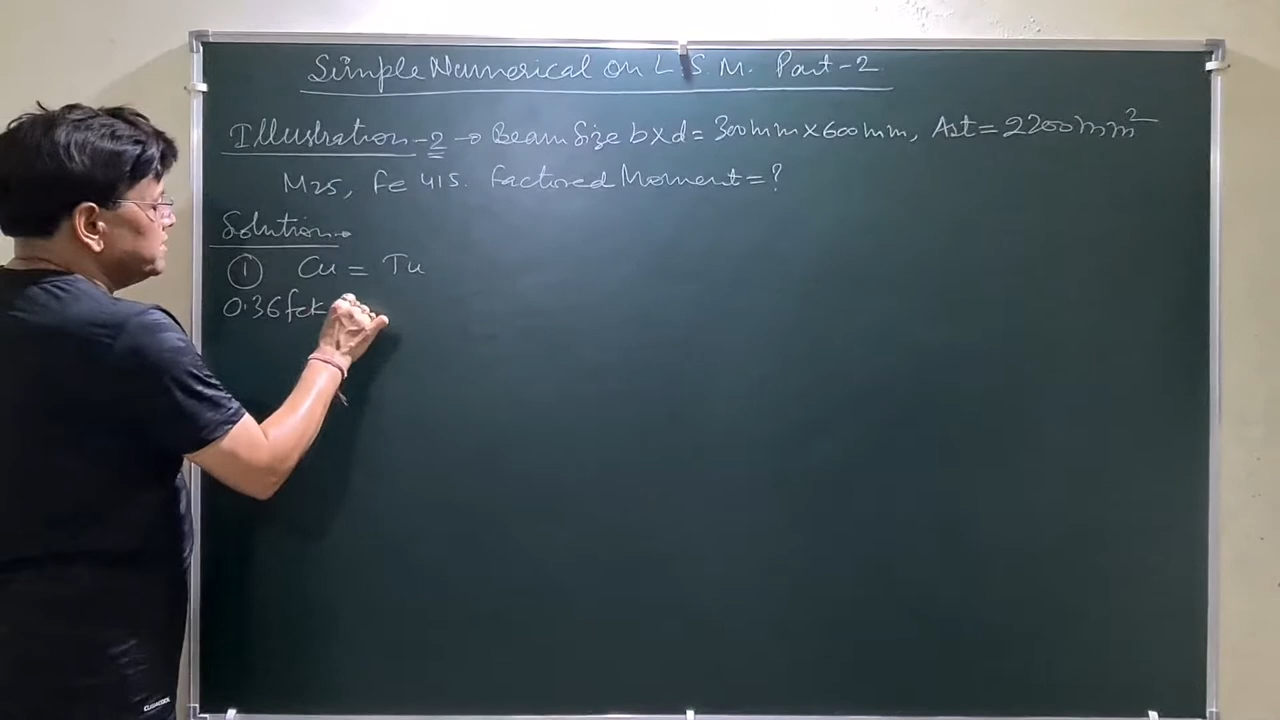 Simple Numerical on L.S.M. Part-2
Illustration-2 → Beam Size b×d = 300mm×600mm, Ast = 2200mm²
M25, fe 415. factored Moment = ?
Solution
① Cu = Tu
0.36fck